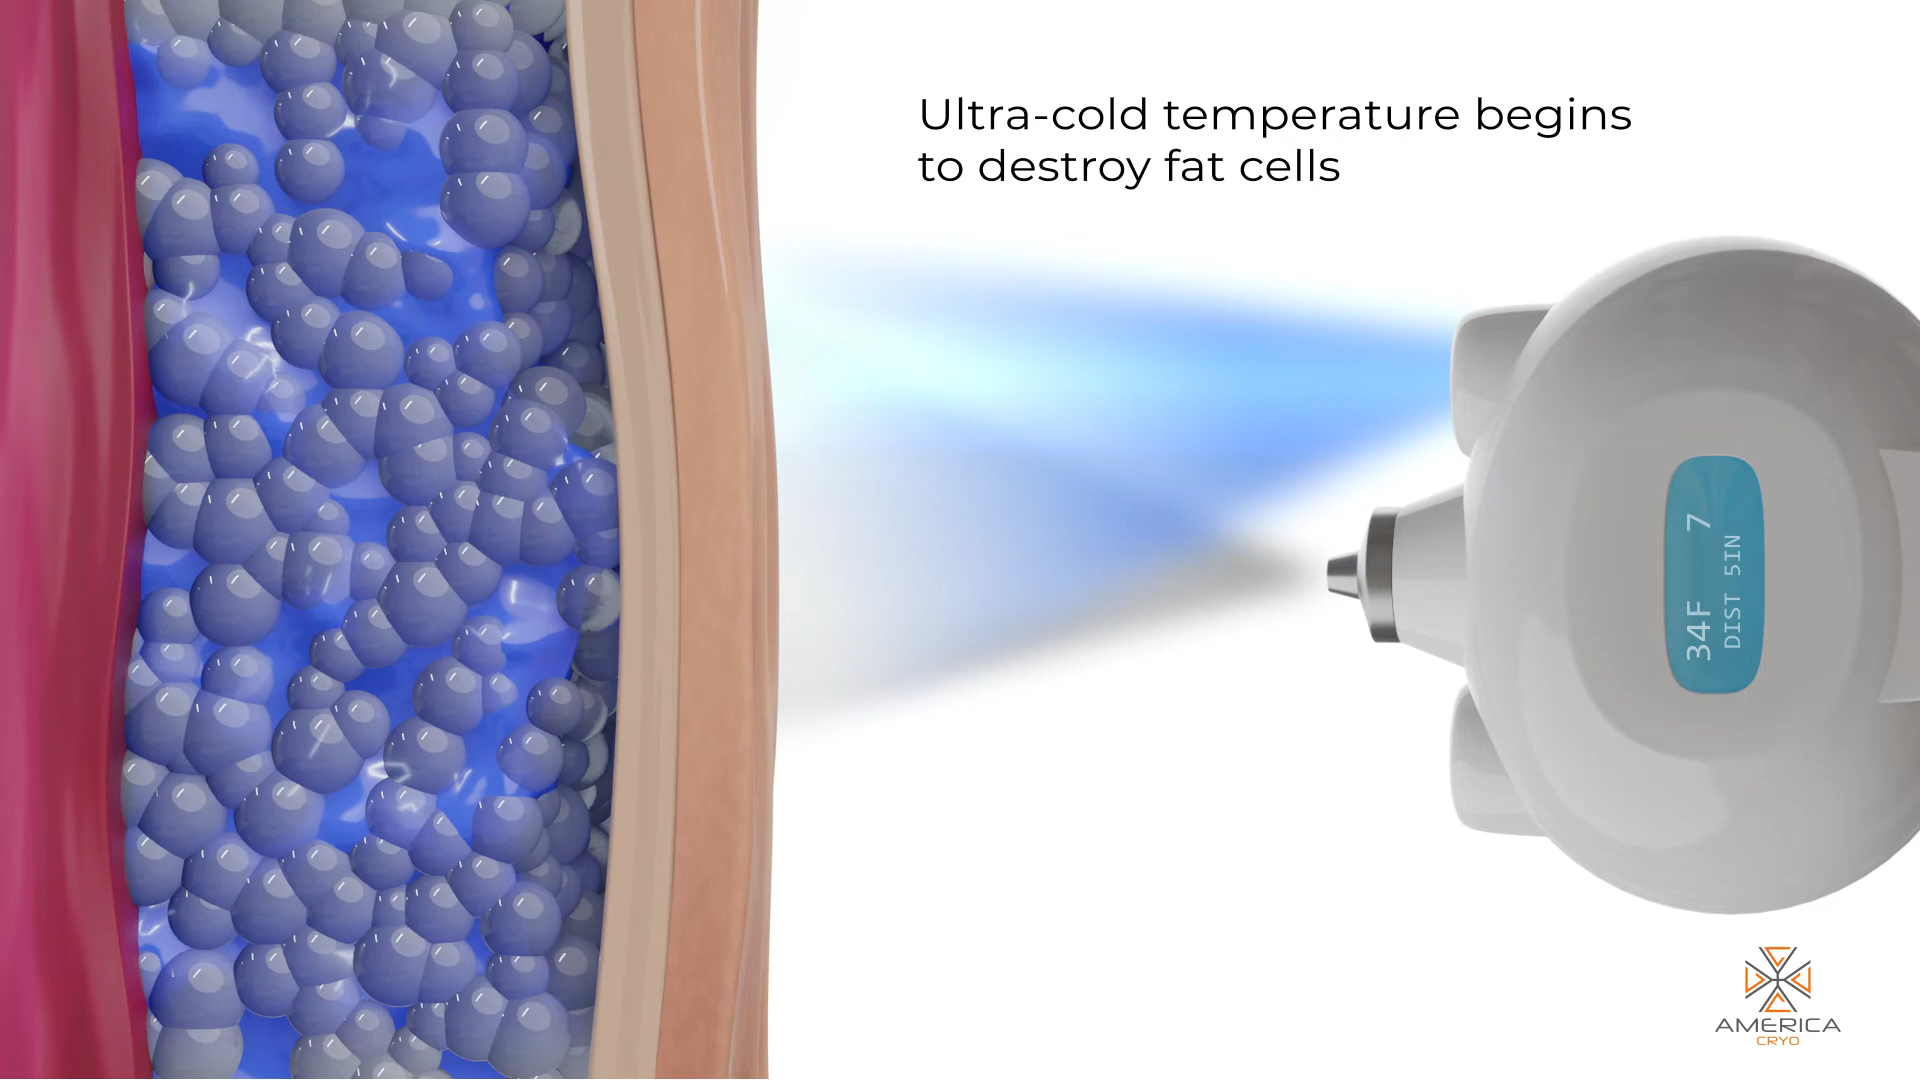 Ultra-cold temperature begins
to destroy fat cells
34F 7
DIST 5IN
AMERICA
CRYO